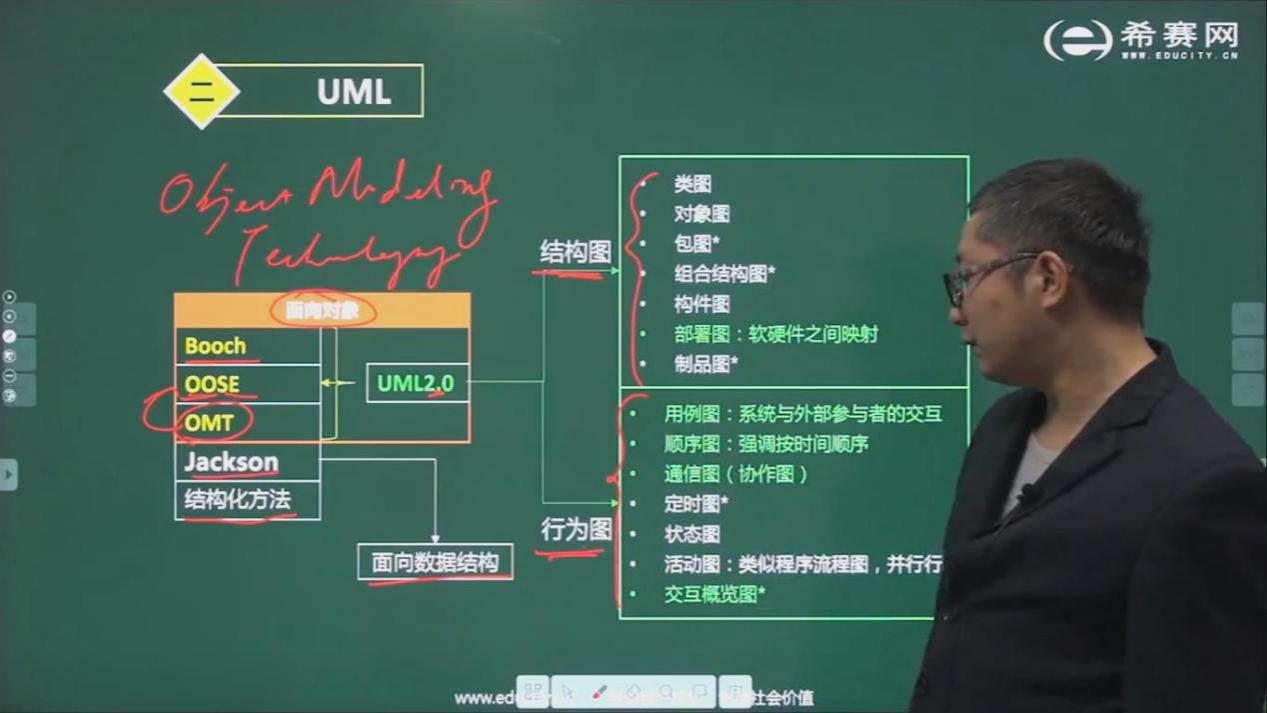 希赛网
WWW.EDUCITY.CN
二
UML
Object Modeling
Technology
结构图
类图
对象图
包图*
组合结构图*
构件图
部署图：软硬件之间映射
制品图*
面向对象
Booch
OOSE
OMT
UML2.0
Jackson
结构化方法
面向数据结构
行为图
用例图：系统与外部参与者的交互
顺序图：强调按时间顺序
通信图（协作图）
定时图*
状态图
活动图：类似程序流程图，并行行
交互概览图*
www.edu
社会价值